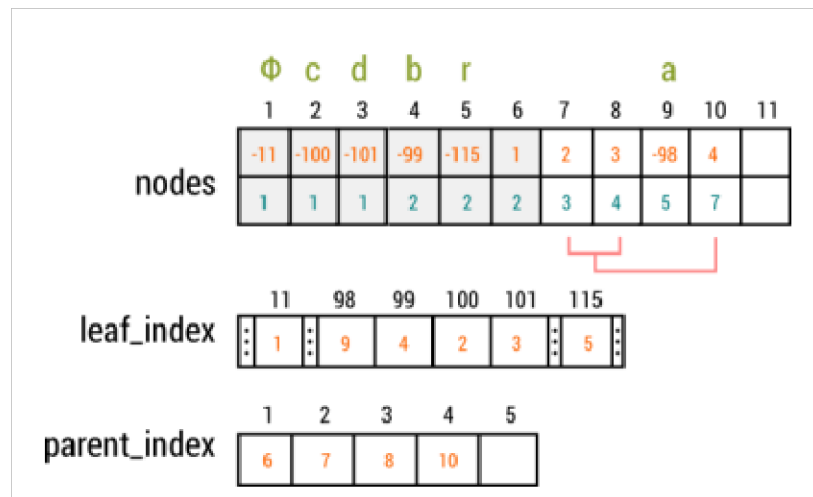 Φ c d b r a
1 2 3 4 5 6 7 8 9 10 11
nodes
-11 -100 -101 -99 -115 1 2 3 -98 4
1 1 1 2 2 2 3 4 5 7
11 98 99 100 101 115
leaf_index
1 9 4 2 3 5
1 2 3 4 5
parent_index
6 7 8 10